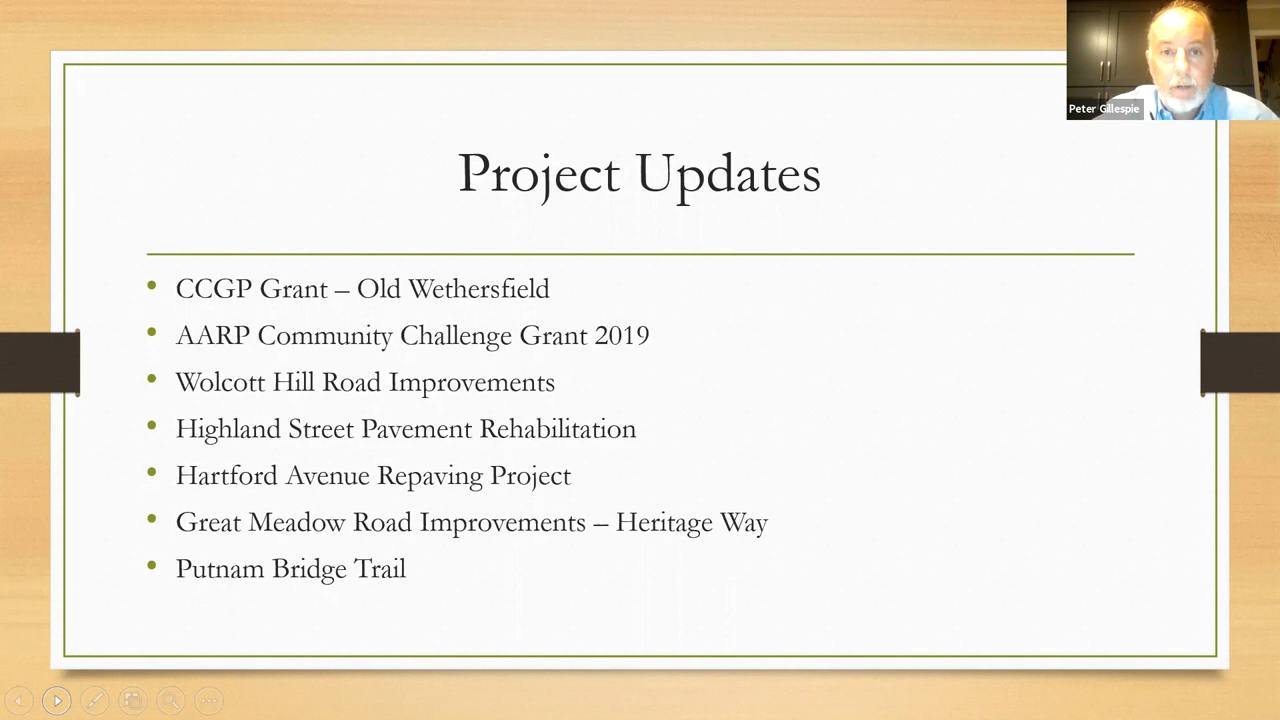 Peter Gillespie
Project Updates
• CCGP Grant – Old Wethersfield
• AARP Community Challenge Grant 2019
• Wolcott Hill Road Improvements
• Highland Street Pavement Rehabilitation
• Hartford Avenue Repaving Project
• Great Meadow Road Improvements – Heritage Way
• Putnam Bridge Trail